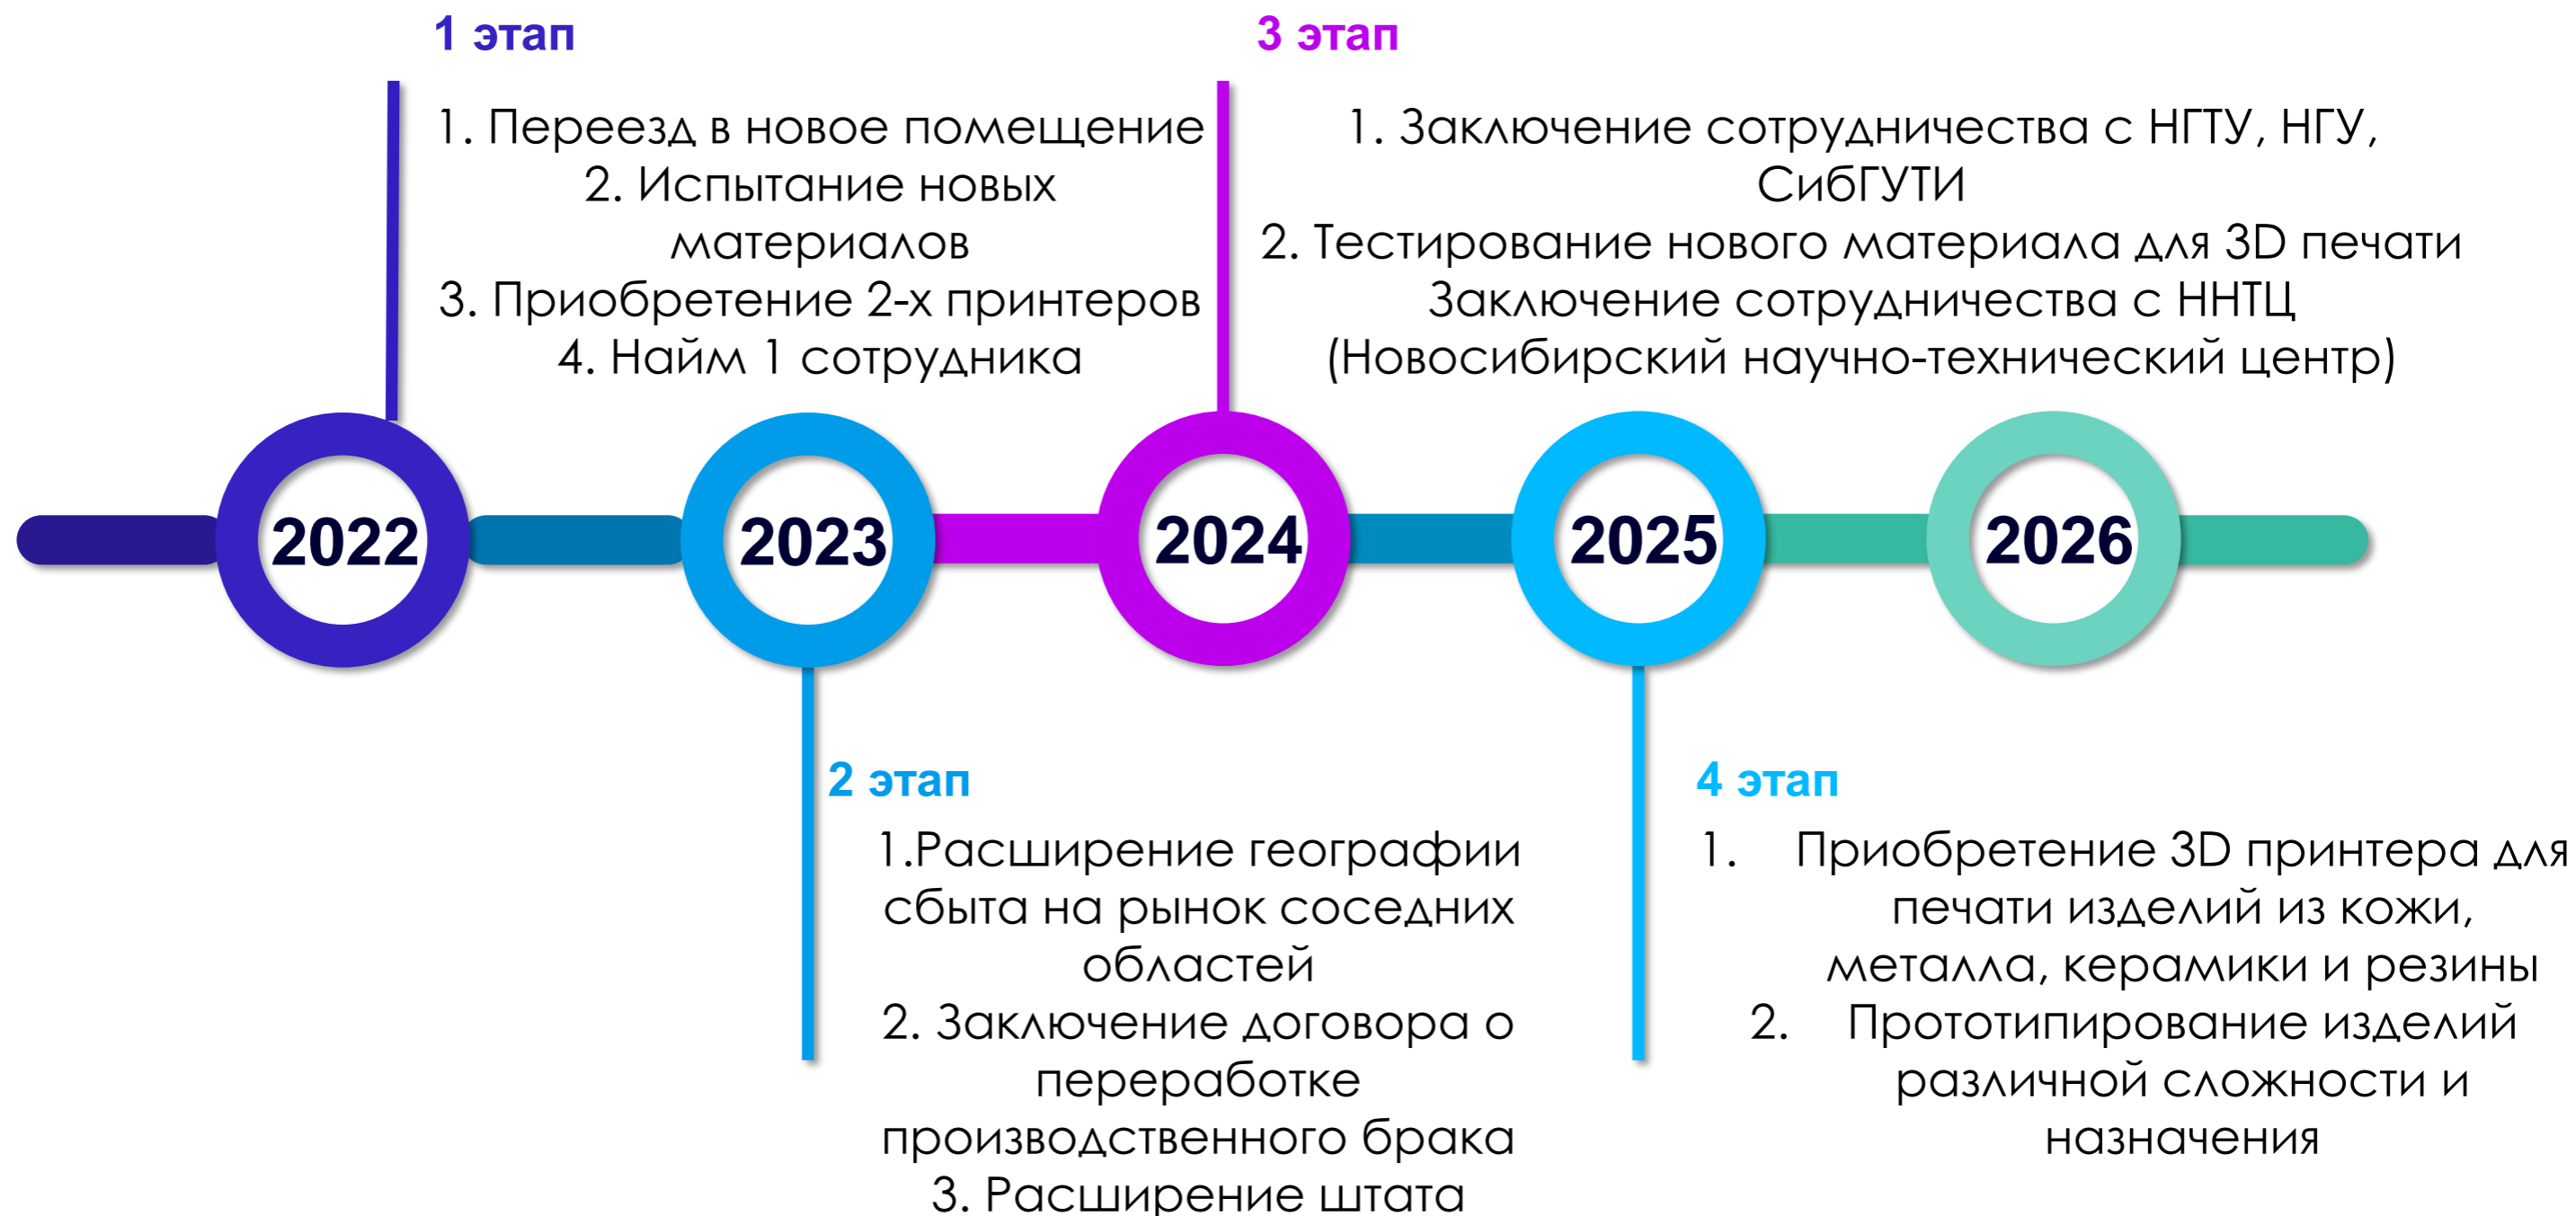 1 этап
1. Переезд в новое помещение
2. Испытание новых
материалов
3. Приобретение 2-х принтеров
4. Найм 1 сотрудника
3 этап
1. Заключение сотрудничества с НГТУ, НГУ,
СибГУТИ
2. Тестирование нового материала для 3D печати
Заключение сотрудничества с ННТЦ
(Новосибирский научно-технический центр)
2022
2023
2024
2025
2026
2 этап
1.Расширение географии
сбыта на рынок соседних
областей
2. Заключение договора о
переработке
производственного брака
3. Расширение штата
4 этап
1. Приобретение 3D принтера для
печати изделий из кожи,
металла, керамики и резины
2. Прототипирование изделий
различной сложности и
назначения